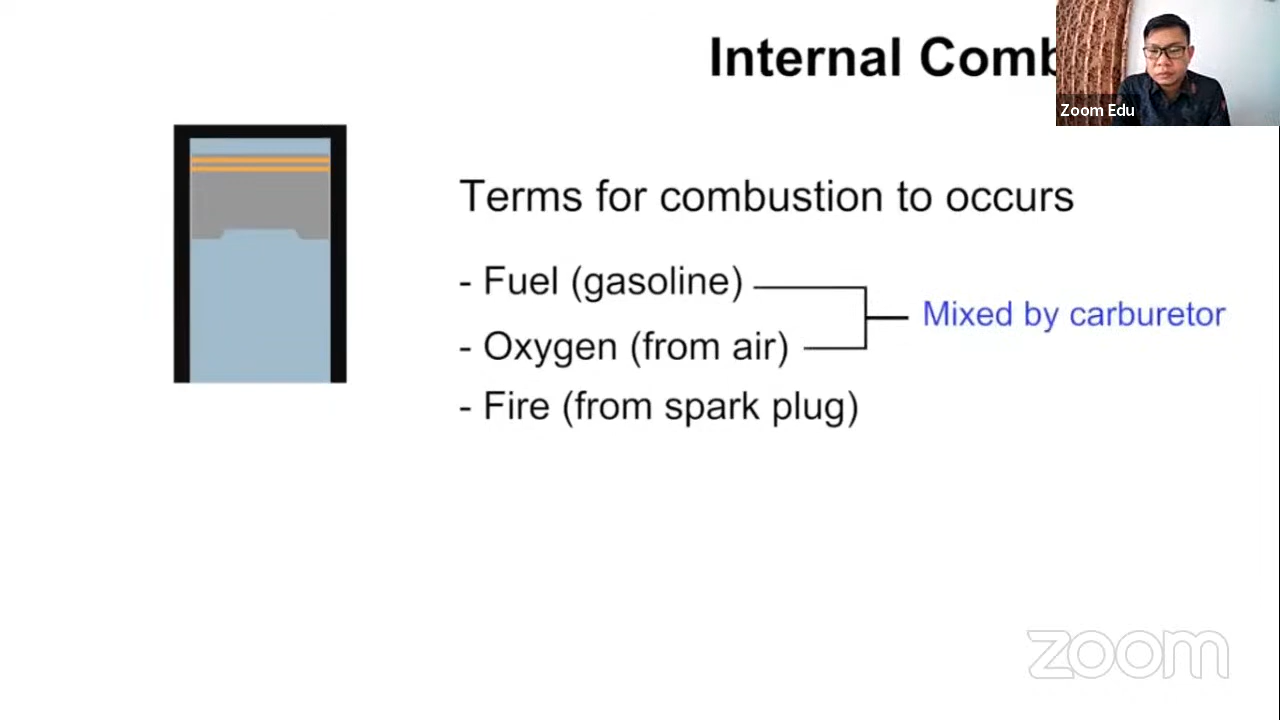 Internal Comb
Zoom Edu
Terms for combustion to occurs
- Fuel (gasoline)
Mixed by carburetor
- Oxygen (from air)
- Fire (from spark plug)
zoom